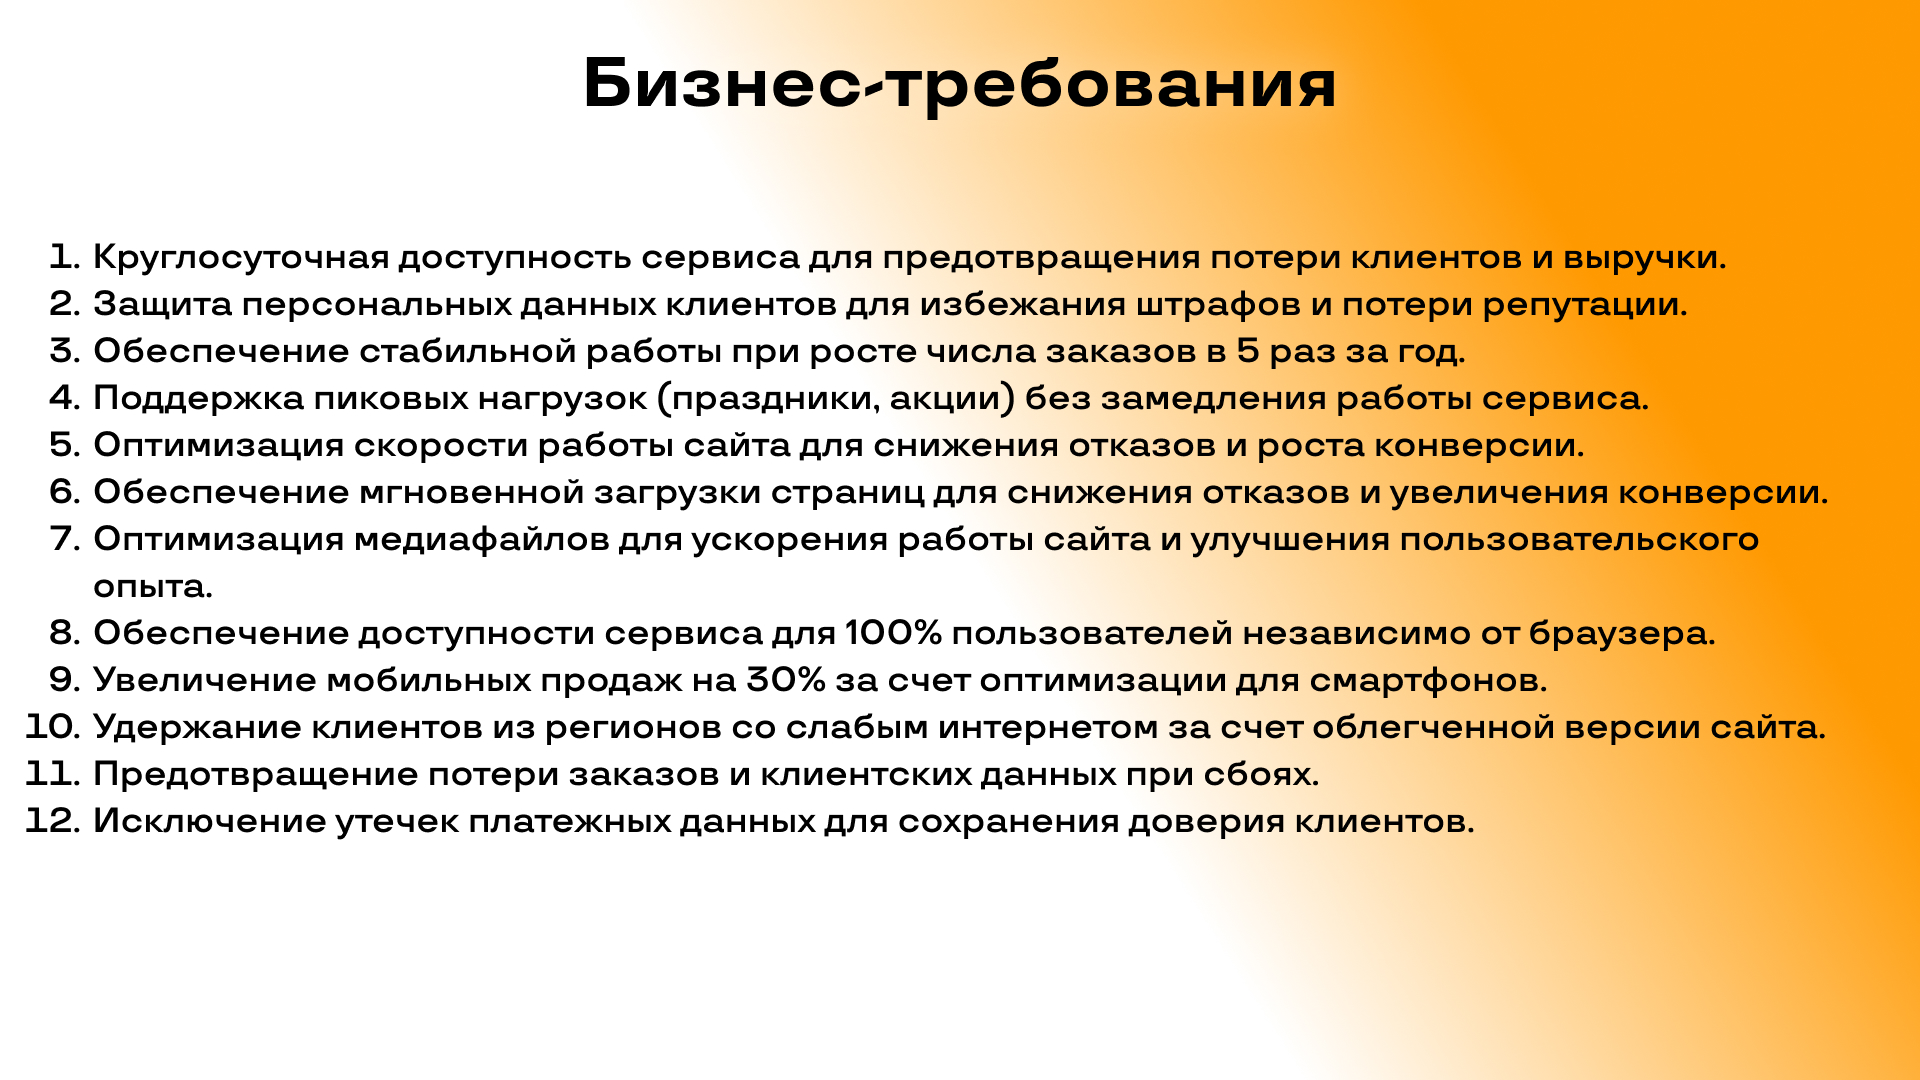 Бизнес-требования
1. Круглосуточная доступность сервиса для предотвращения потери клиентов и выручки.
2. Защита персональных данных клиентов для избежания штрафов и потери репутации.
3. Обеспечение стабильной работы при росте числа заказов в 5 раз за год.
4. Поддержка пиковых нагрузок (праздники, акции) без замедления работы сервиса.
5. Оптимизация скорости работы сайта для снижения отказов и роста конверсии.
6. Обеспечение мгновенной загрузки страниц для снижения отказов и увеличения конверсии.
7. Оптимизация медиафайлов для ускорения работы сайта и улучшения пользовательского
опыта.
8. Обеспечение доступности сервиса для 100% пользователей независимо от браузера.
9. Увеличение мобильных продаж на 30% за счет оптимизации для смартфонов.
10. Удержание клиентов из регионов со слабым интернетом за счет облегченной версии сайта.
11. Предотвращение потери заказов и клиентских данных при сбоях.
12. Исключение утечек платежных данных для сохранения доверия клиентов.